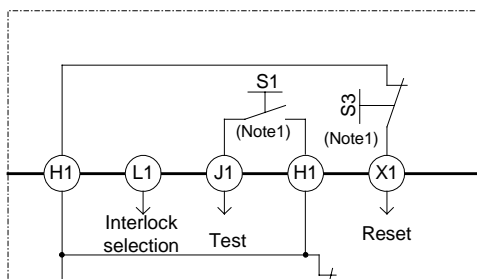 S1
S3
(Note1)
(Note1)
H1
L1
J1
H1
X1
Interlock
selection
Test
Reset